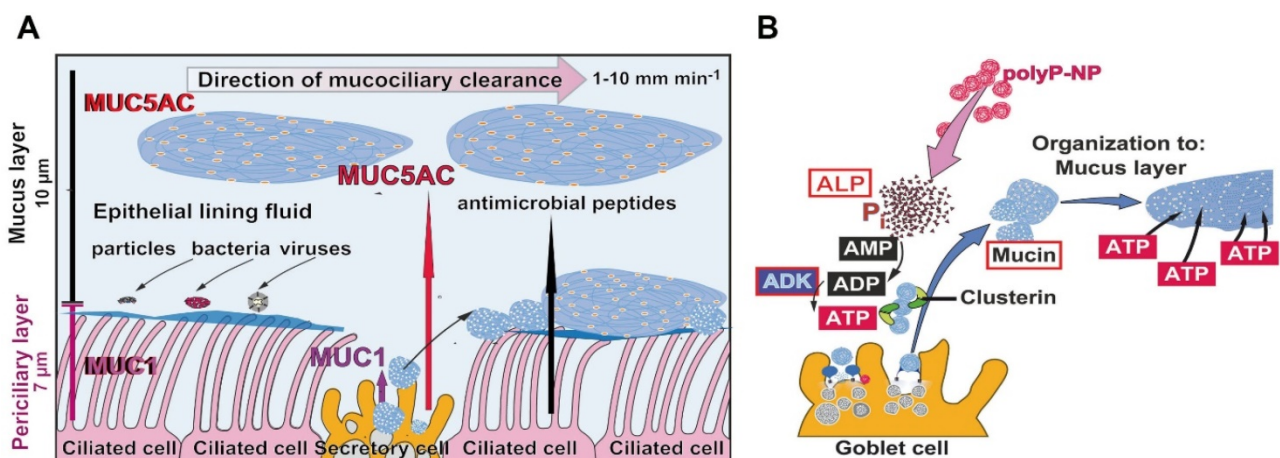 A
Direction of mucociliary clearance
1-10 mm min⁻¹
MUC5AC
MUC5AC
Epithelial lining fluid
antimicrobial peptides
particles
bacteria
viruses
Mucus layer
10 µm
Periciliary layer
7 µm
MUC1
MUC1
Ciliated cell
Ciliated cell
Secretory cell
Ciliated cell
Ciliated cell
B
polyP-NP
Organization to:
Mucus layer
ALP
Pi
AMP
Mucin
ATP
ATP
ATP
ADK
ADP
Clusterin
ATP
Goblet cell